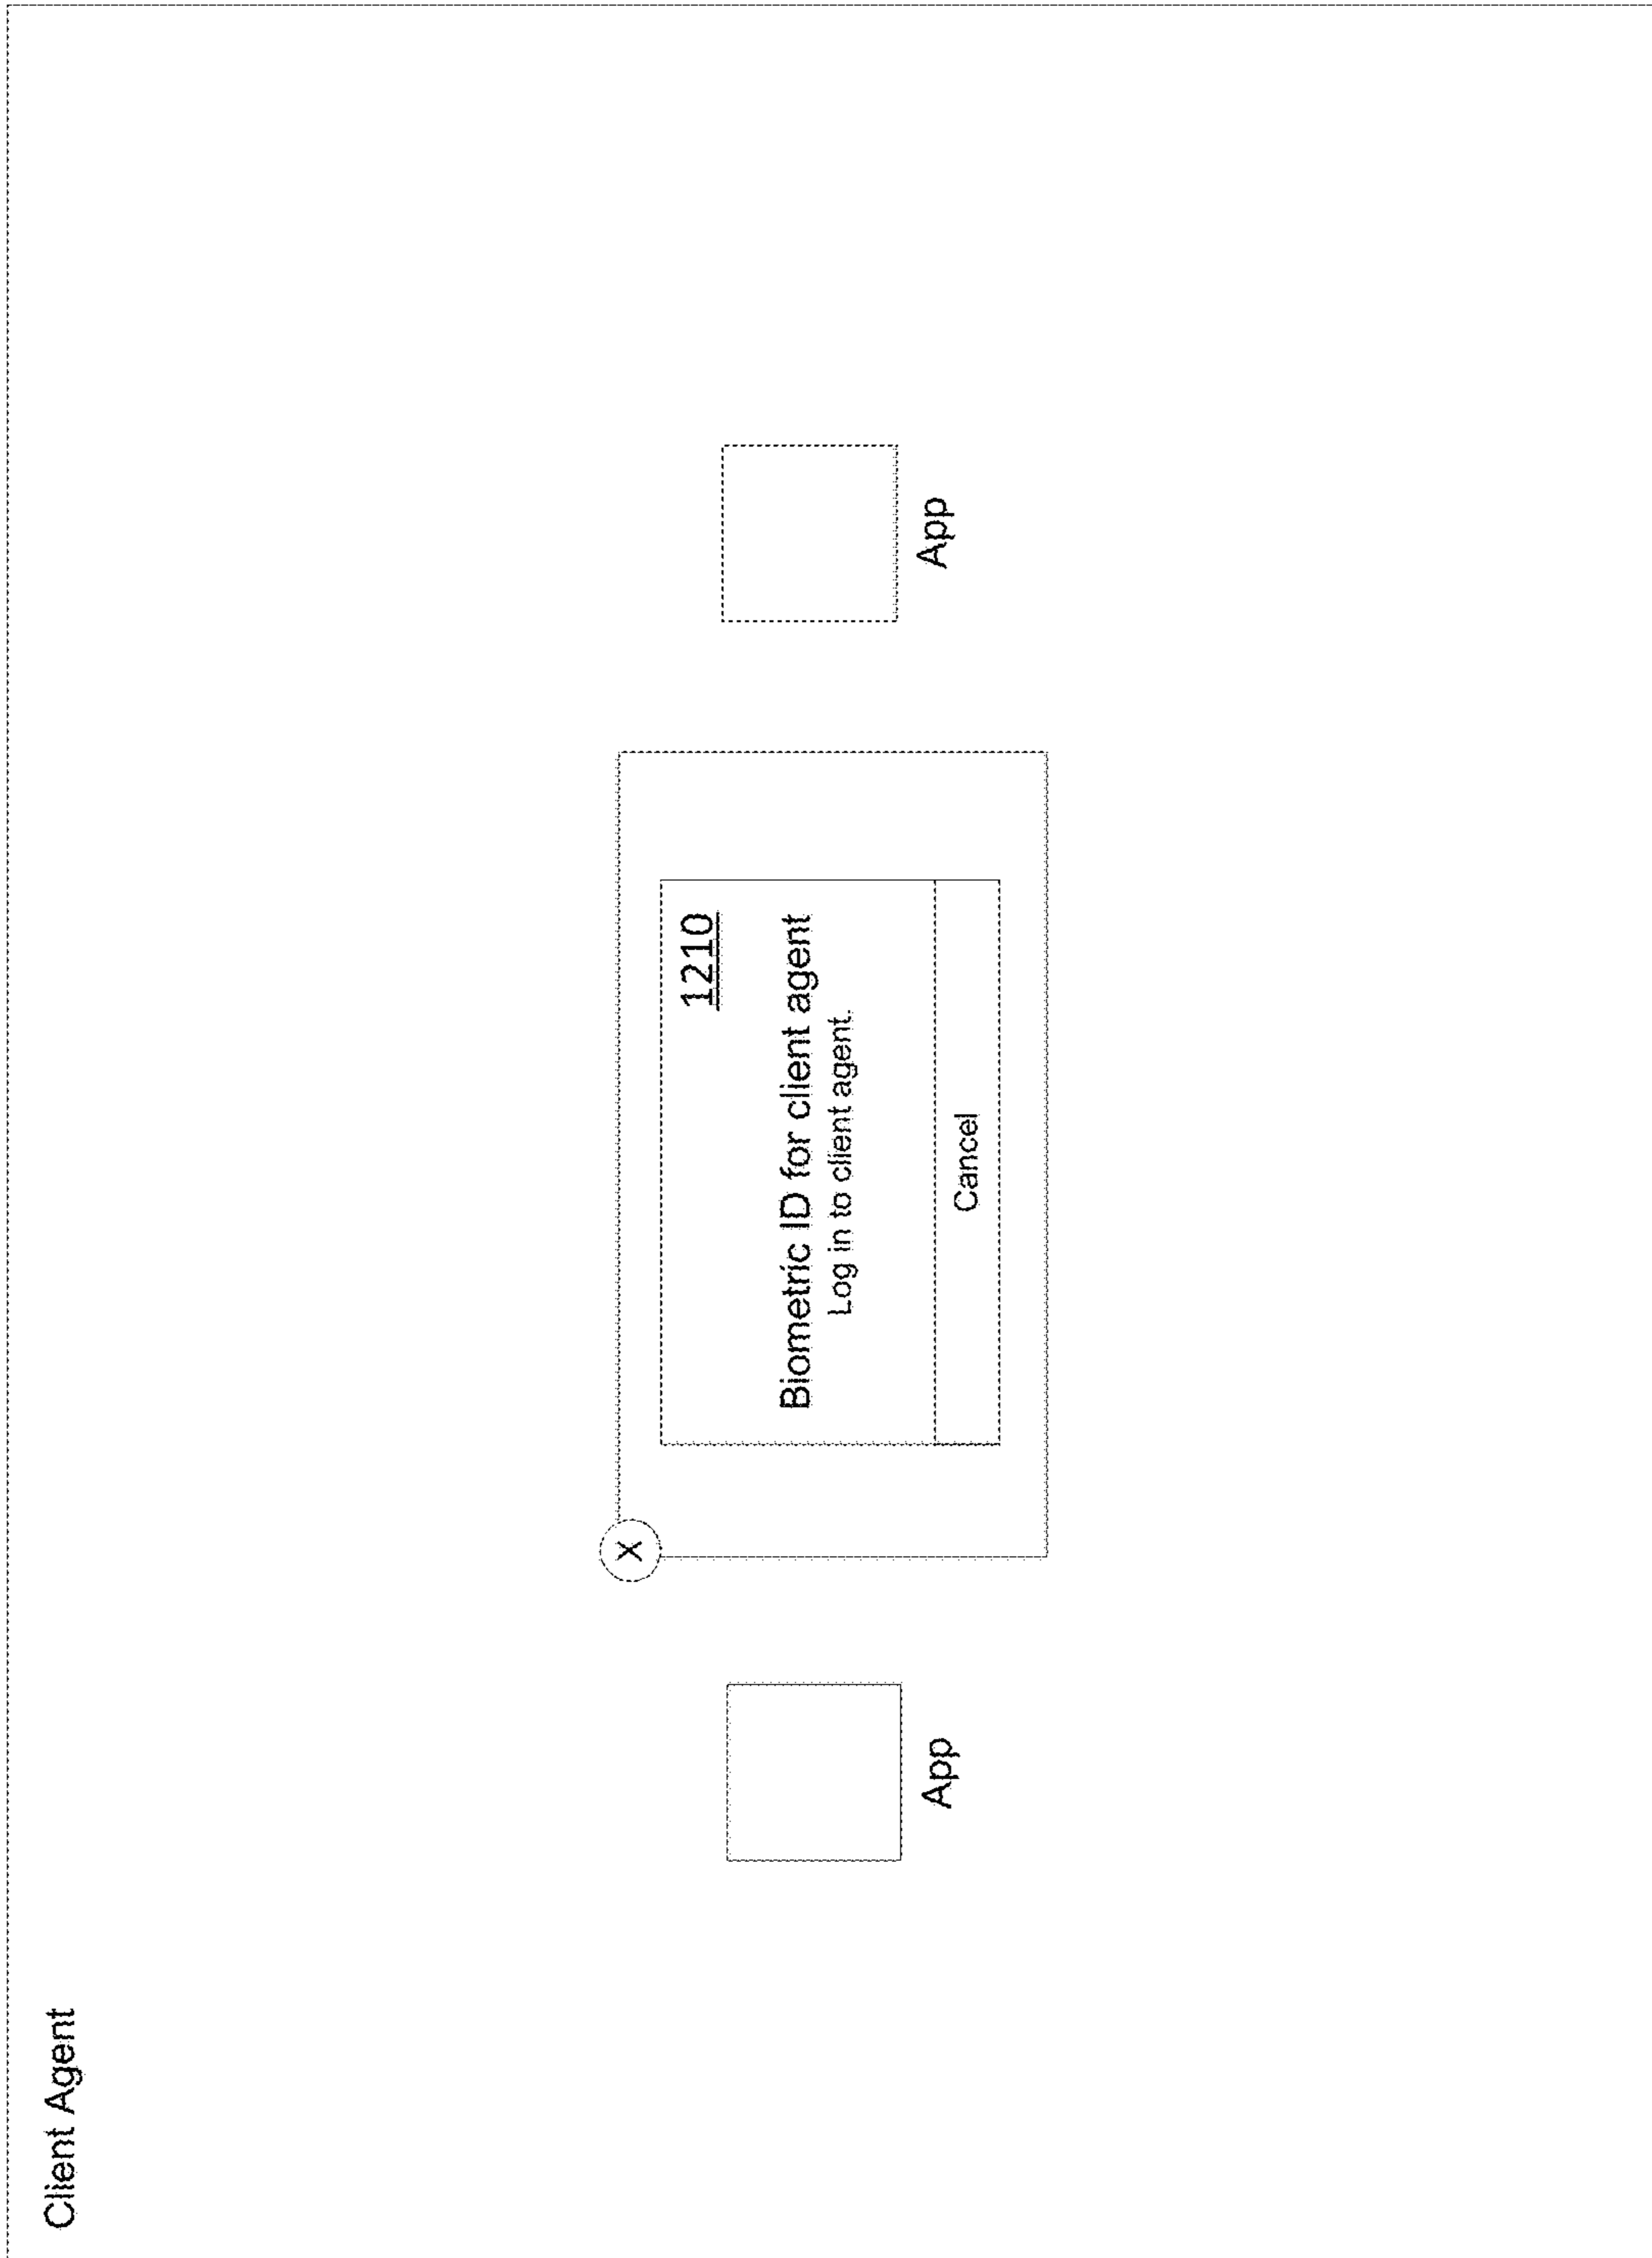 Client Agent
X
1210
Biometric ID for client agent
Log in to client agent.
Cancel
App
App